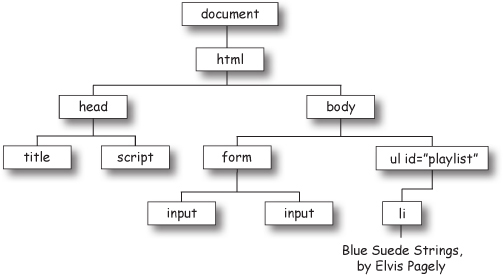 document
html
head
body
title
script
form
ul id="playlist"
input
input
li
Blue Suede Strings,
by Elvis Pagely